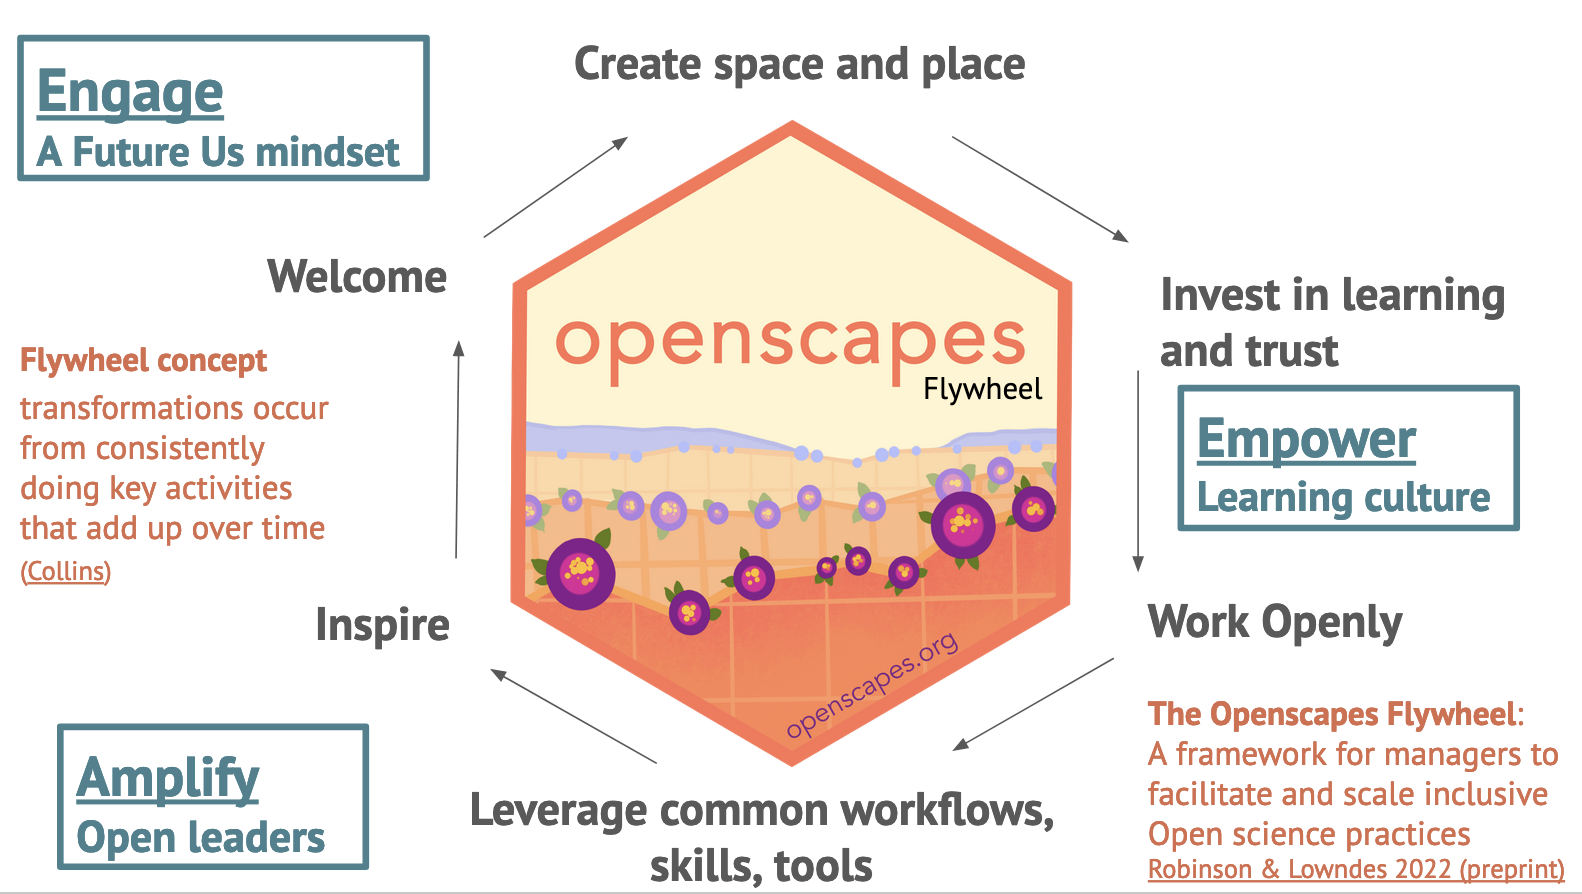 Engage
A Future Us mindset
Create space and place
Welcome
Invest in learning
and trust
openscapes
Flywheel
Flywheel concept
transformations occur
from consistently
doing key activities
that add up over time
(Collins)
Empower
Learning culture
Inspire
Work Openly
openscapes.org
The Openscapes Flywheel:
A framework for managers to
facilitate and scale inclusive
Open science practices
Robinson & Lowndes 2022 (preprint)
Amplify
Open leaders
Leverage common workflows,
skills, tools